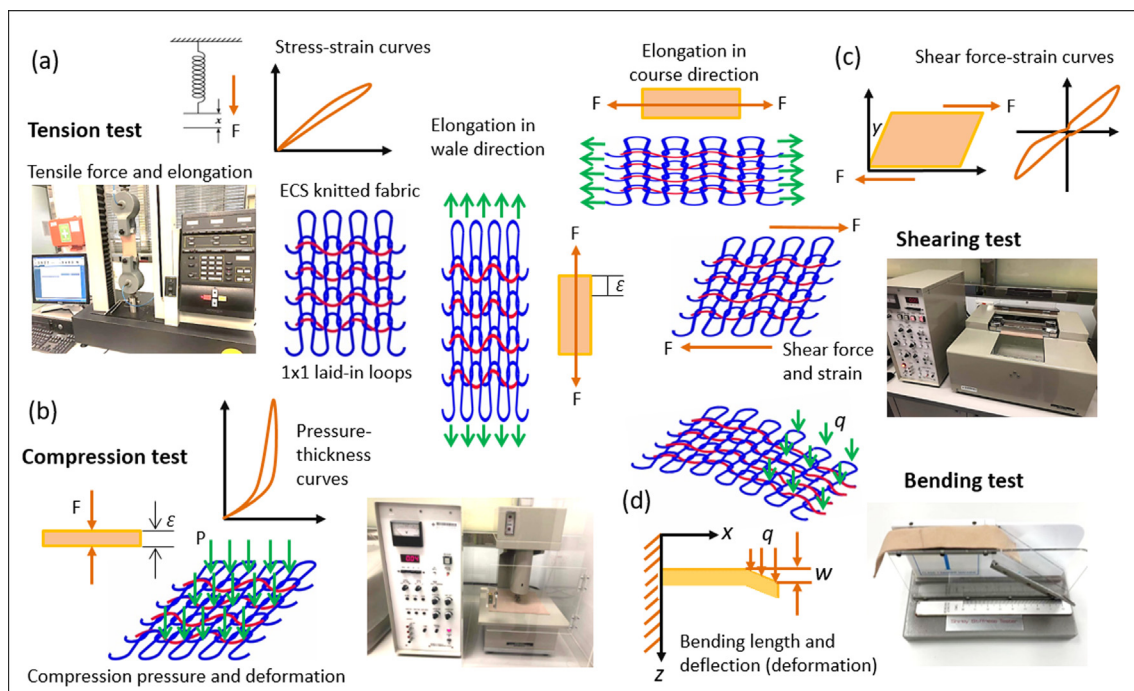 (a)
Stress-strain curves
x
F
Tension test
Tensile force and elongation
ECS knitted fabric
1x1 laid-in loops
Elongation in
wale direction
Elongation in
course direction
F
F
F
ε
F
(c)
Shear force-strain curves
y
F
F
Shearing test
F
F
Shear force
and strain
(b)
Compression test
Pressure-
thickness
curves
F
ε
P
Compression pressure and deformation
q
(d)
x
q
w
z
Bending length and
deflection (deformation)
Bending test